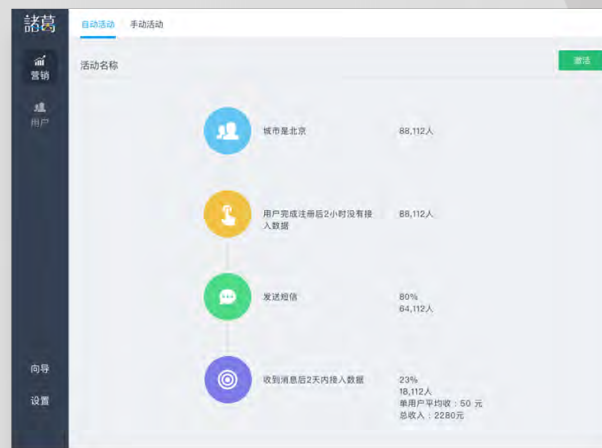 諸葛
自动活动
手动活动
营销
活动名称
激活
用户
城市是北京
88,112人
用户完成注册后2小时没有接
入数据
88,112人
发送短信
80%
64,112人
向导
收到消息后2天内接入数据
23%
18,112人
单用户平均收：50 元
总收入：2280元
设置